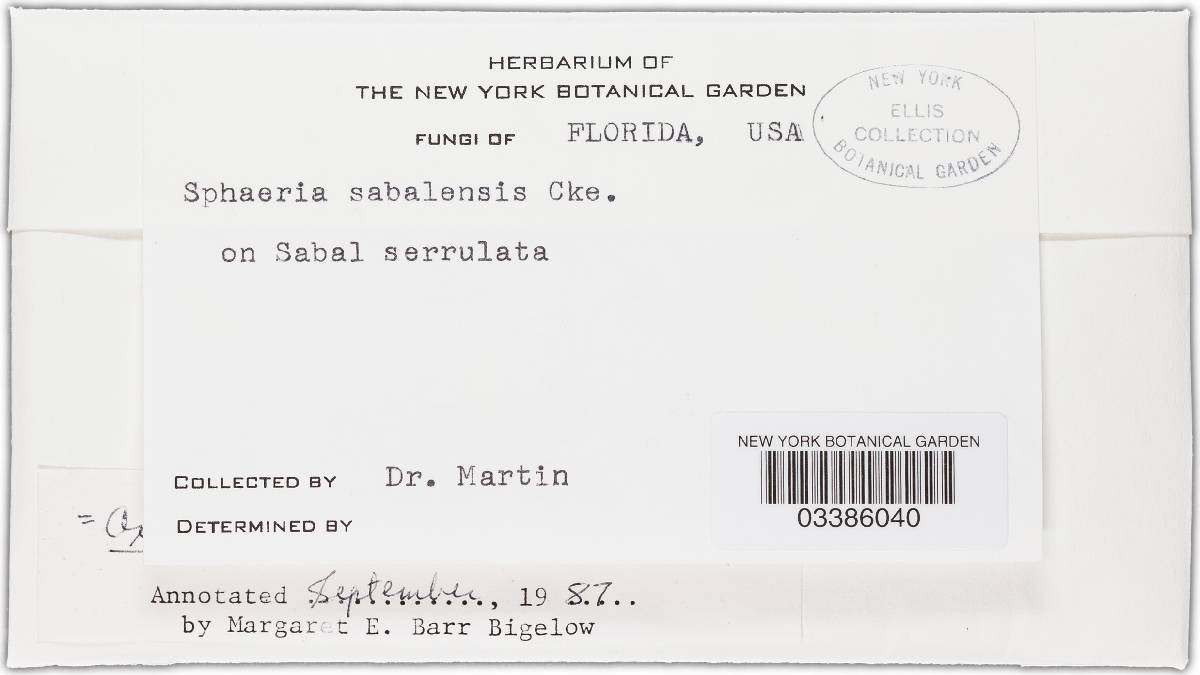 HERBARIUM OF
THE NEW YORK BOTANICAL GARDEN
FUNGI OF FLORIDA, USA
NEW YORK
ELLIS
COLLECTION
BOTANICAL GARDEN
Sphaeria sabalensis Cke.
on Sabal serrulata
NEW YORK BOTANICAL GARDEN
03386040
COLLECTED BY Dr. Martin
DETERMINED BY
=
Annotated September, 1987..
by Margaret E. Barr Bigelow